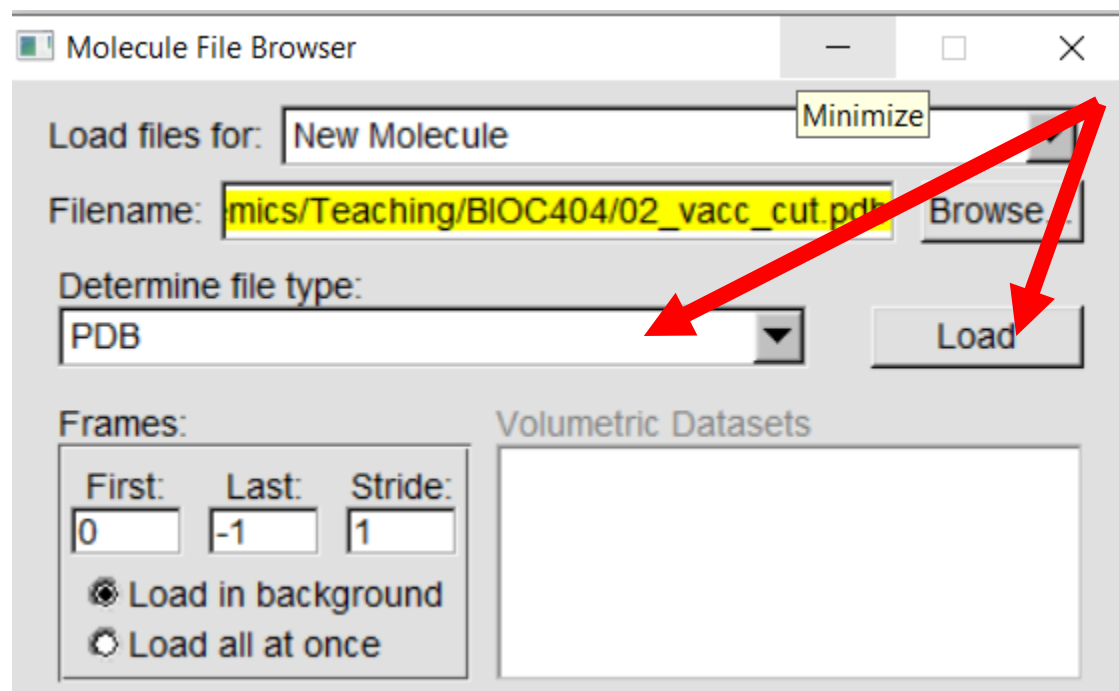 Molecule File Browser
Minimize
Load files for: New Molecule
Filename: emics/Teaching/BIOC404/02_vacc_cut.pdb Browse...
Determine file type:
PDB Load
Frames: Volumetric Datasets
First: Last: Stride:
0 -1 1
Load in background
Load all at once